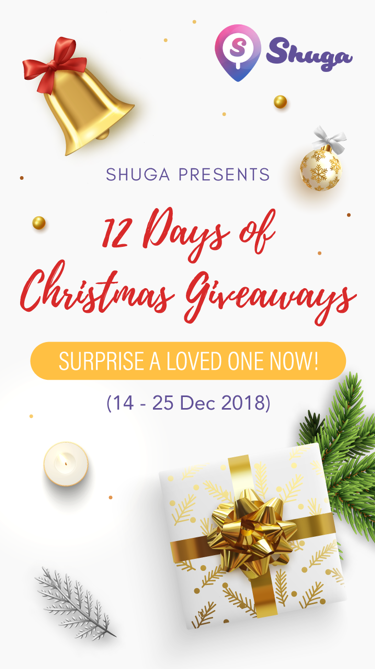 S Shuga
SHUGA PRESENTS
12 Days of
Christmas Giveaways
SURPRISE A LOVED ONE NOW!
(14 - 25 Dec 2018)